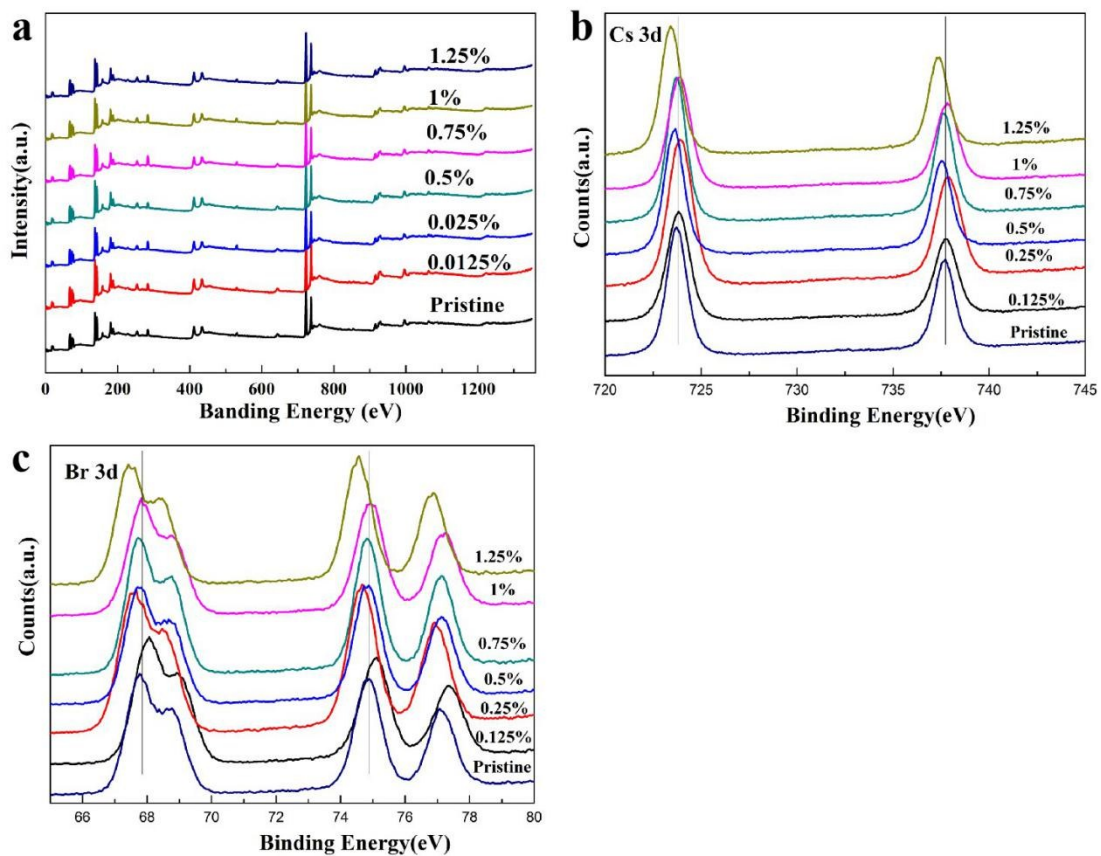 a
1.25%
1%
0.75%
0.5%
0.025%
0.0125%
Pristine
Intensity(a.u.)
0 200 400 600 800 1000 1200
Banding Energy (eV)
b
Cs 3d
1.25%
1%
0.75%
0.5%
0.25%
0.125%
Pristine
Counts(a.u.)
720 725 730 735 740 745
Binding Energy(eV)
c
Br 3d
1.25%
1%
0.75%
0.5%
0.25%
0.125%
Pristine
Counts(a.u.)
66 68 70 72 74 76 78 80
Binding Energy(eV)